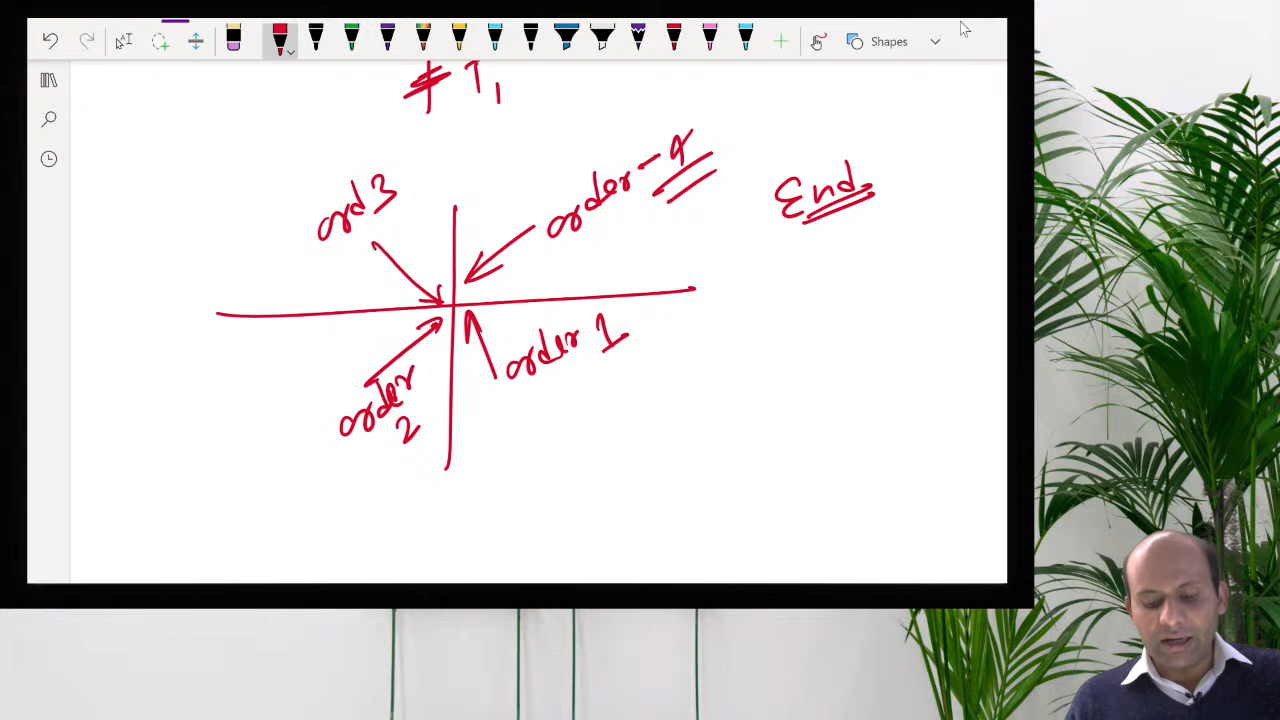 Shapes
≠ T1
ord 3
order - 4
End
order 1
order
2